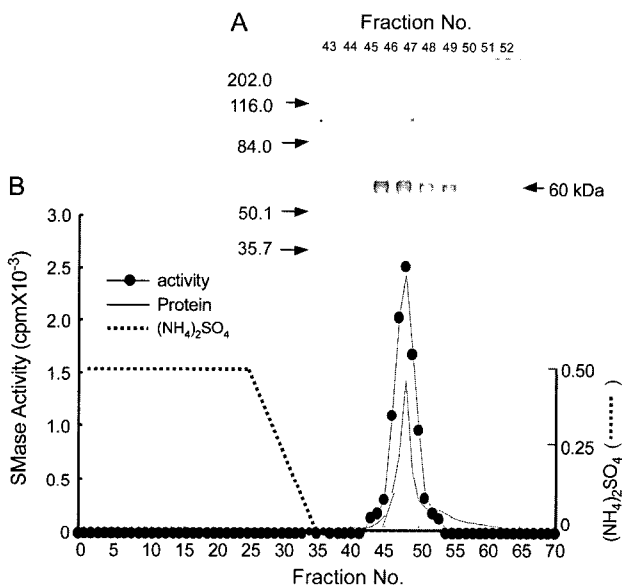 A
Fraction No.
43 44 45 46 47 48 49 50 51 52
202.0
116.0
84.0
60 kDa
50.1
35.7
B
3.0
2.5
2.0
1.5
1.0
0.5
0
SMase Activity (cpmX10-3)
activity
Protein
(NH4)2SO4
0.50
0.25
0
(NH4)2SO4 ( )
0 5 10 15 20 25 30 35 40 45 50 55 60 65 70
Fraction No.